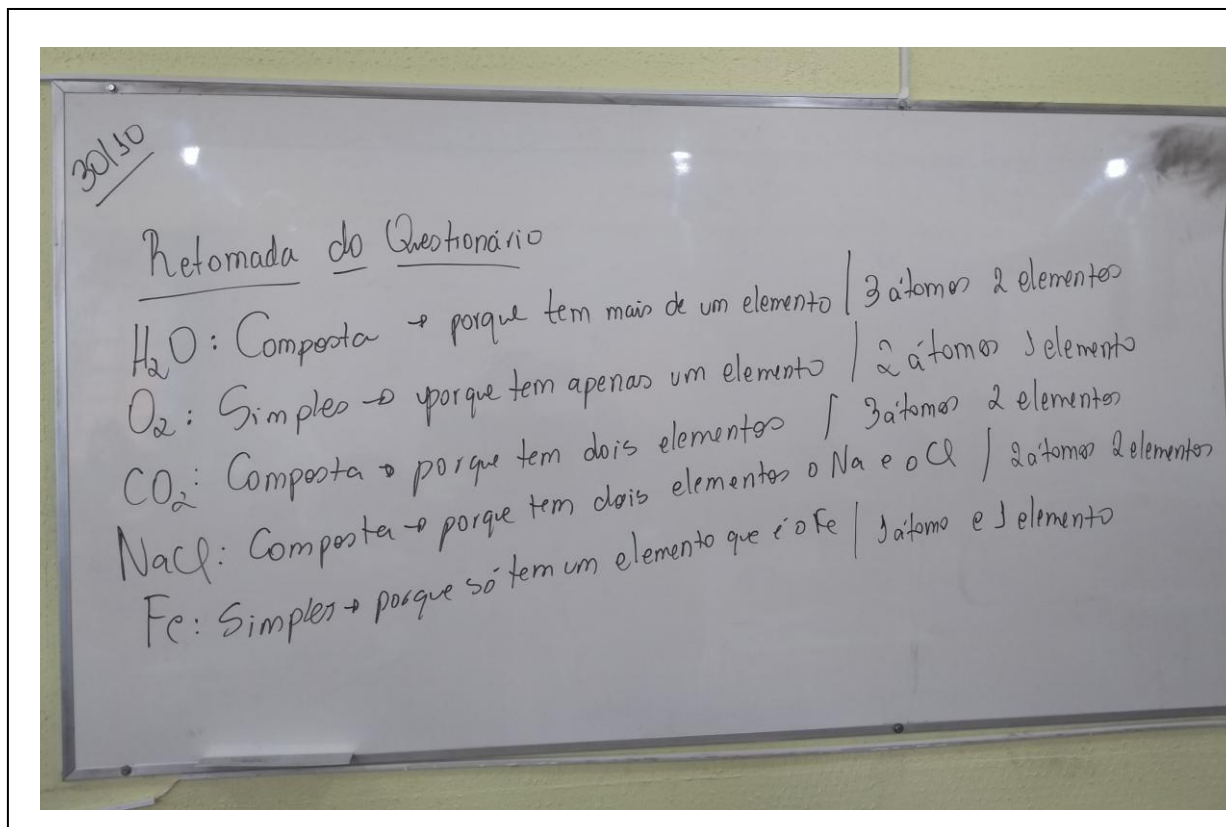 30/10
Retomada do Questionário
H₂O: Composta → porque tem mais de um elemento | 3 átomos 2 elementos
O₂: Simples → porque tem apenas um elemento | 2 átomos 1 elemento
CO₂: Composta → porque tem dois elementos | 3 átomos 2 elementos
NaCl: Composta → porque tem dois elementos o Na e o Cl | 2 átomos 2 elementos
Fe: Simples → porque só tem um elemento que é o Fe | 1 átomo e 1 elemento